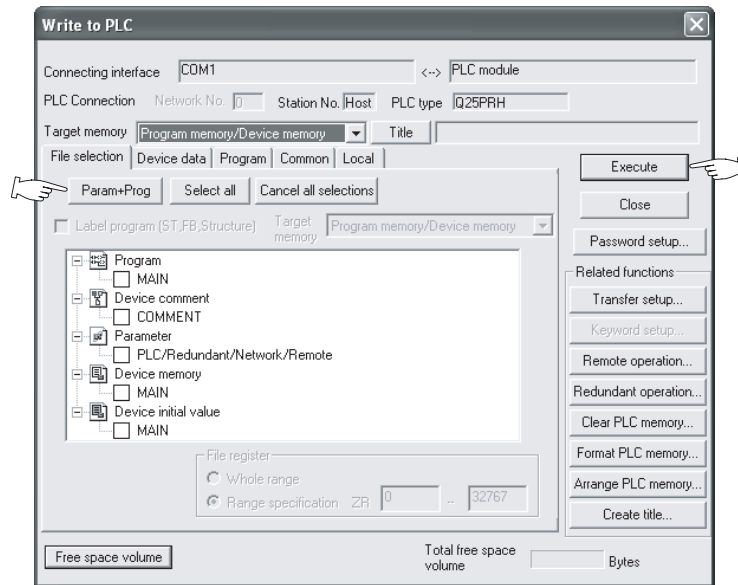 Write to PLC
Connecting interface COM1 <--> PLC module
PLC Connection Network No. 0 Station No. Host PLC type Q25PRH
Target memory Program memory/Device memory Title
File selection Device data Program Common Local
Execute
Param+Prog Select all Cancel all selections
Close
Label program (ST,FB,Structure) Target memory Program memory/Device memory
Password setup...
Program
MAIN
Device comment
COMMENT
Parameter
PLC/Redundant/Network/Remote
Device memory
MAIN
Device initial value
MAIN
Related functions
Transfer setup...
Keyword setup...
Remote operation...
Redundant operation...
Clear PLC memory...
Format PLC memory...
Arrange PLC memory...
Create title...
File register
Whole range
Range specification ZR 0 .. 32767
Free space volume
Total free space volume Bytes